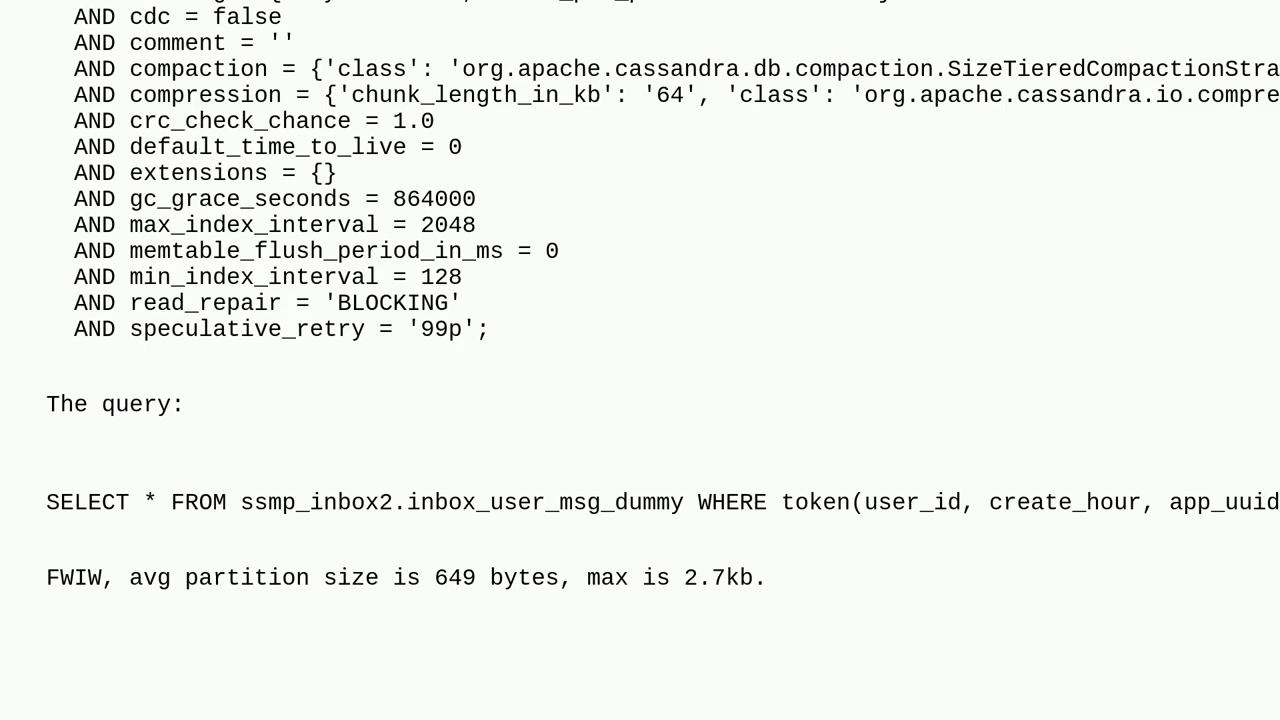 AND cdc = false
AND comment = ''
AND compaction = {'class': 'org.apache.cassandra.db.compaction.SizeTieredCompactionStra
AND compression = {'chunk_length_in_kb': '64', 'class': 'org.apache.cassandra.io.compre
AND crc_check_chance = 1.0
AND default_time_to_live = 0
AND extensions = {}
AND gc_grace_seconds = 864000
AND max_index_interval = 2048
AND memtable_flush_period_in_ms = 0
AND min_index_interval = 128
AND read_repair = 'BLOCKING'
AND speculative_retry = '99p';
The query:
SELECT * FROM ssmp_inbox2.inbox_user_msg_dummy WHERE token(user_id, create_hour, app_uuid
FWIW, avg partition size is 649 bytes, max is 2.7kb.